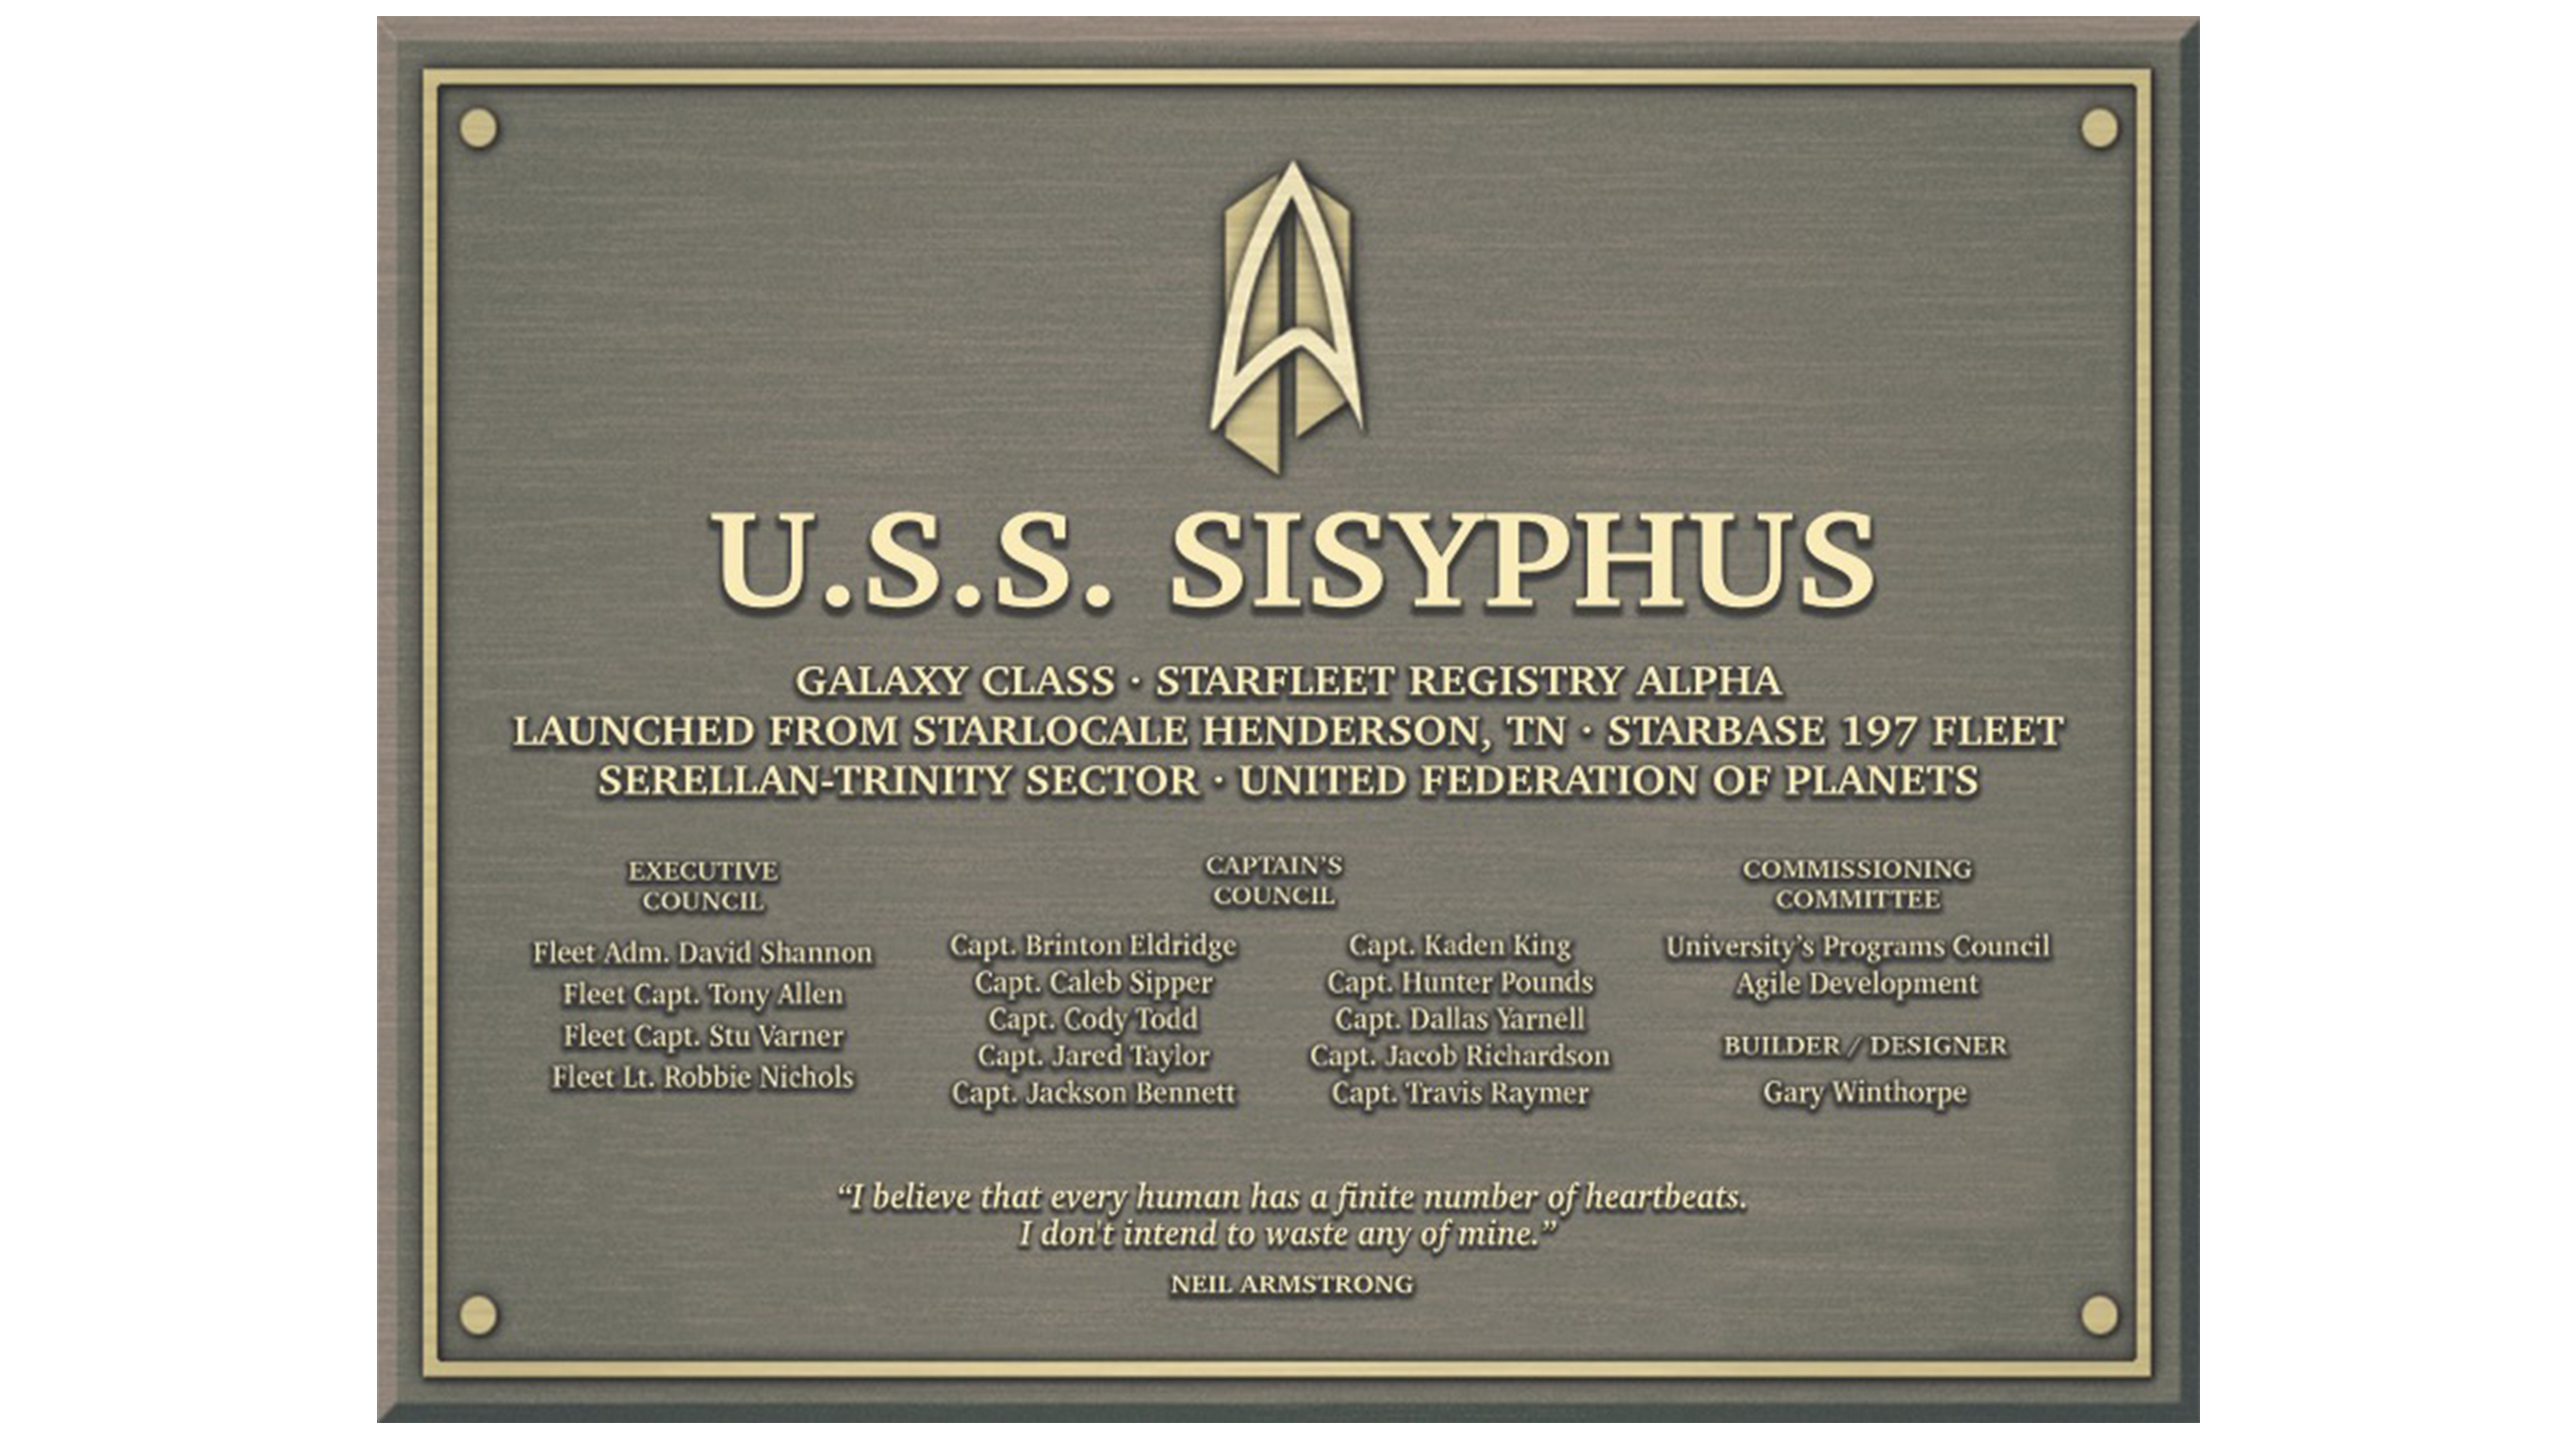 U.S.S. SISYPHUS
GALAXY CLASS · STARFLEET REGISTRY ALPHA
LAUNCHED FROM STARLOCALE HENDERSON, TN · STARBASE 197 FLEET
SERELLAN-TRINITY SECTOR · UNITED FEDERATION OF PLANETS
EXECUTIVE
COUNCIL
Fleet Adm. David Shannon
Fleet Capt. Tony Allen
Fleet Capt. Stu Varner
Fleet Lt. Robbie Nichols
CAPTAIN'S
COUNCIL
Capt. Brinton Eldridge
Capt. Caleb Sipper
Capt. Cody Todd
Capt. Jared Taylor
Capt. Jackson Bennett
Capt. Kaden King
Capt. Hunter Pounds
Capt. Dallas Yarnell
Capt. Jacob Richardson
Capt. Travis Raymer
COMMISSIONING
COMMITTEE
University's Programs Council
Agile Development
BUILDER / DESIGNER
Gary Winthorpe
“I believe that every human has a finite number of heartbeats.
I don't intend to waste any of mine.”
NEIL ARMSTRONG